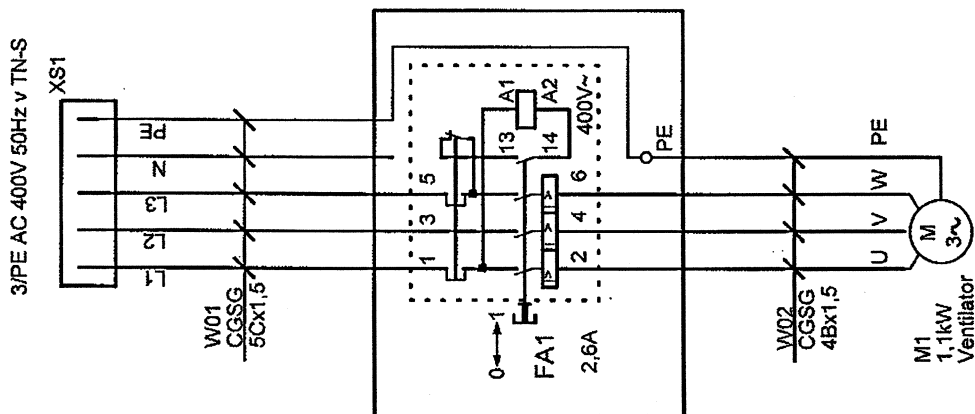 3/PE AC 400V 50Hz v TN-S
XS1
L1
L2
L3
N
PE
W01
CGSG
5Cx1,5
1
3
5
13
A1
A2
14
400V~
0
1
FA1
2,6A
2
4
6
PE
W02
CGSG
4Bx1,5
U
V
W
PE
M
3~
M1
1,1kW
Ventilator